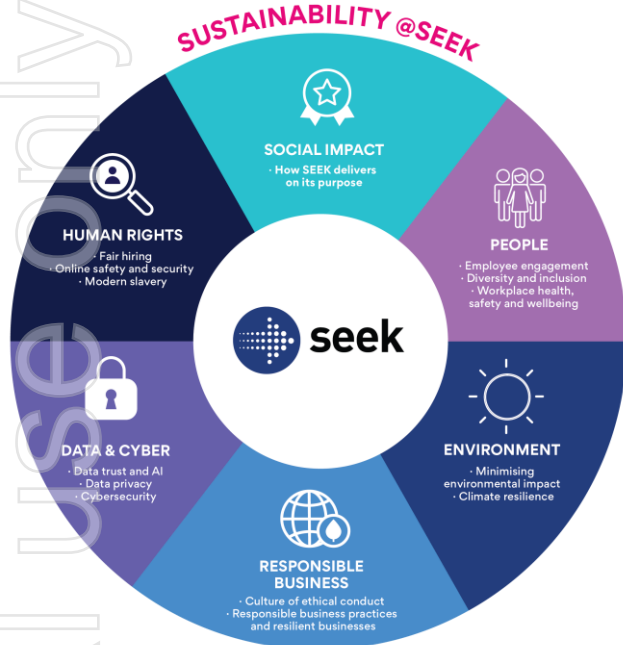 SUSTAINABILITY @SEEK
SOCIAL IMPACT
· How SEEK delivers
on its purpose
PEOPLE
· Employee engagement
· Diversity and inclusion
· Workplace health,
safety and wellbeing
ENVIRONMENT
· Minimising
environmental impact
· Climate resilience
RESPONSIBLE
BUSINESS
· Culture of ethical conduct
· Responsible business practices
and resilient businesses
DATA & CYBER
· Data trust and AI
· Data privacy
· Cybersecurity
HUMAN RIGHTS
· Fair hiring
· Online safety and security
· Modern slavery
seek
use only